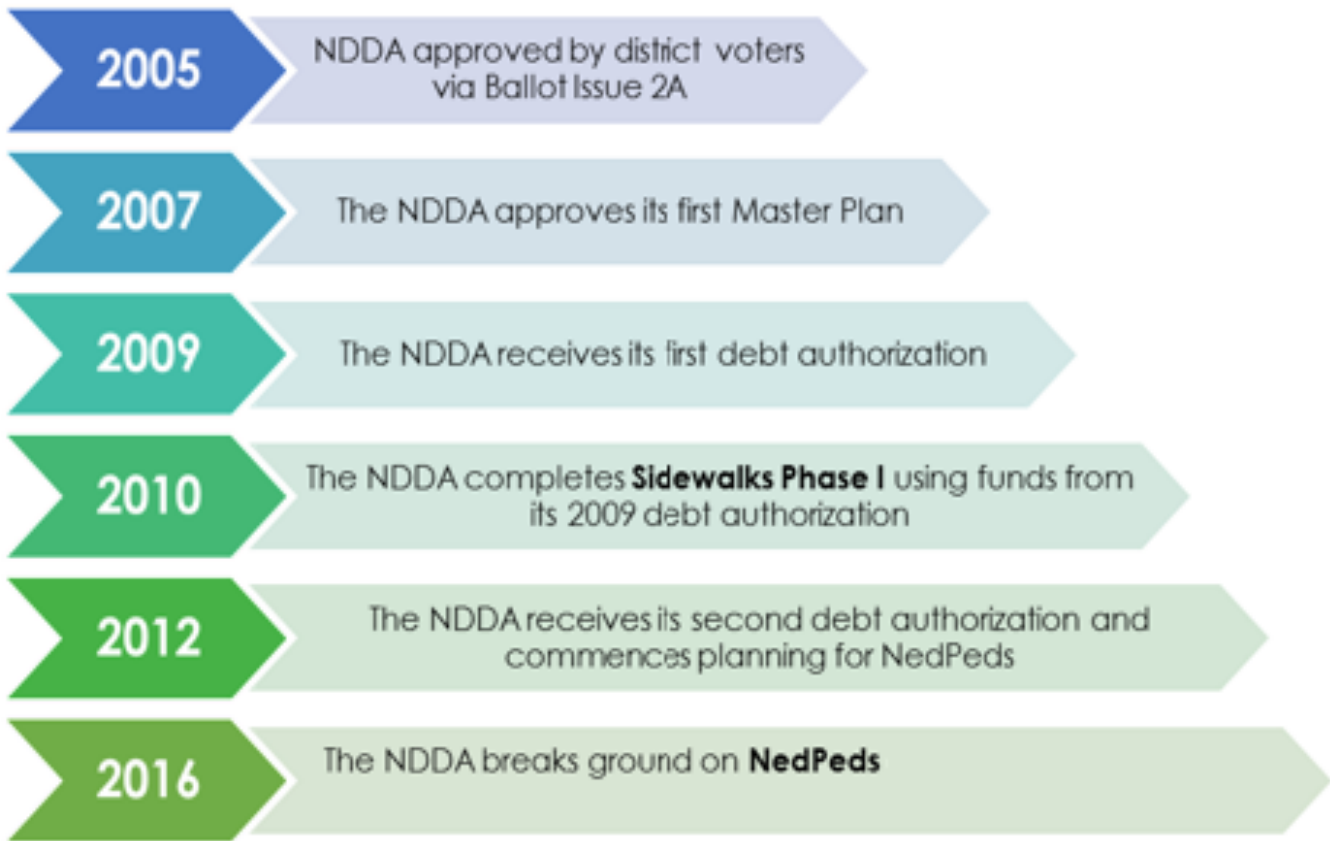 2005
NDDA approved by district voters
via Ballot Issue 2A
2007
The NDDA approves its first Master Plan
2009
The NDDA receives its first debt authorization
2010
The NDDA completes Sidewalks Phase I using funds from
its 2009 debt authorization
2012
The NDDA receives its second debt authorization and
commences planning for NedPeds
2016
The NDDA breaks ground on NedPeds